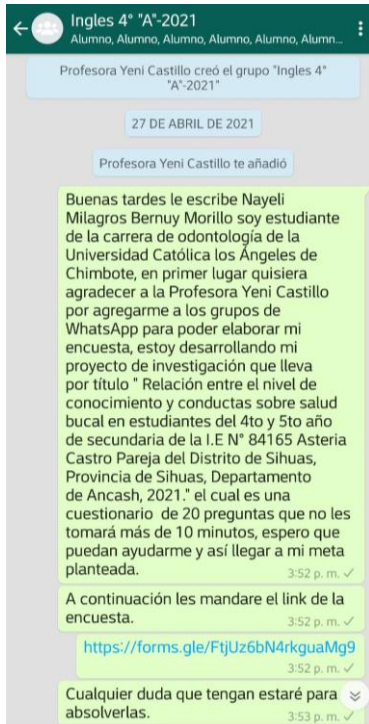 Ingles 4° "A"-2021
Alumno, Alumno, Alumno, Alumno, Alumn...
Profesora Yeni Castillo creó el grupo "Ingles 4°
"A"-2021"
27 DE ABRIL DE 2021
Profesora Yeni Castillo te añadió
Buenas tardes le escribe Nayeli
Milagros Bernuy Morillo soy estudiante
de la carrera de odontología de la
Universidad Católica los Ángeles de
Chimbote, en primer lugar quisiera
agradecer a la Profesora Yeni Castillo
por agregarme a los grupos de
WhatsApp para poder elaborar mi
encuesta, estoy desarrollando mi
proyecto de investigación que lleva
por título " Relación entre el nivel de
conocimiento y conductas sobre salud
bucal en estudiantes del 4to y 5to año
de secundaria de la I.E N° 84165 Asteria
Castro Pareja del Distrito de Sihuas,
Provincia de Sihuas, Departamento
de Ancash, 2021." el cual es una
cuestionario de 20 preguntas que no les
tomará más de 10 minutos, espero que
puedan ayudarme y así llegar a mi meta
planteada.
3:52 p. m.
A continuación les mandare el link de la
encuesta.
3:52 p. m.
https://forms.gle/FtjUz6bN4rkguaMg9
3:52 p. m.
Cualquier duda que tengan estaré para
absolverlas.
3:53 p. m.